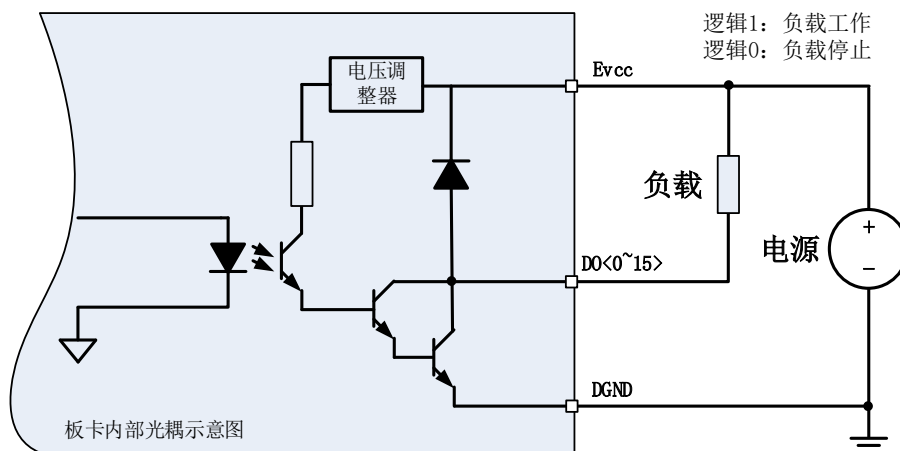 逻辑1: 负载工作
逻辑0: 负载停止
电压调
整器
Evcc
负载
电源
+
−
DO<0~15>
DGND
板卡内部光耦示意图